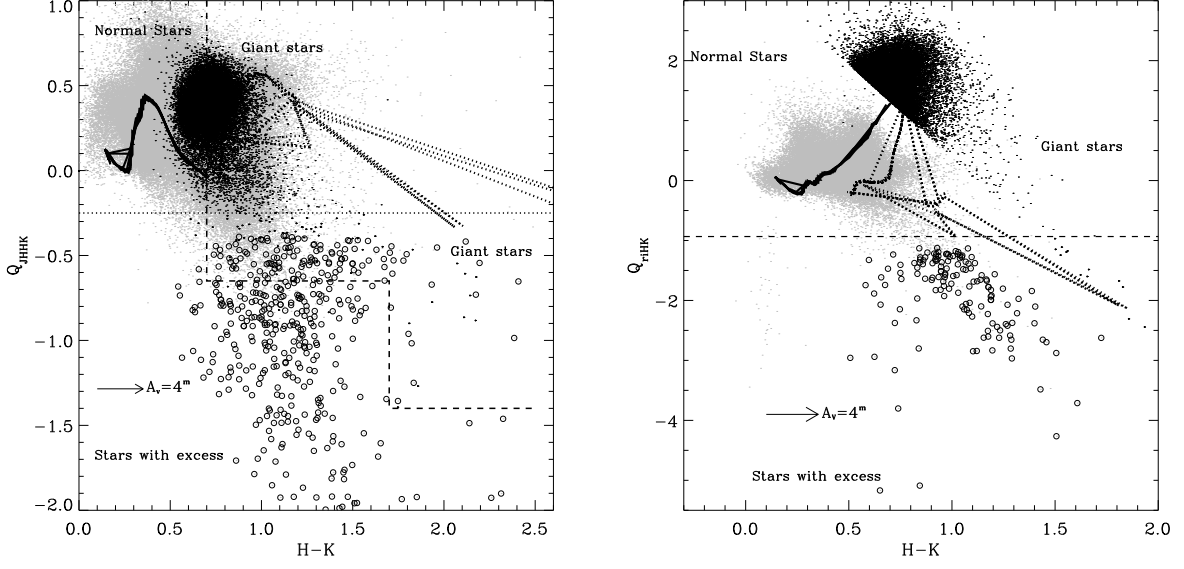 1.0
0.5
0.0
−0.5
−1.0
−1.5
−2.0
Q_JHHK
Normal Stars
Giant stars
Giant stars
A_v=4^m
Stars with excess
0.0
0.5
1.0
1.5
2.0
2.5
H−K
2
0
−2
−4
Q_riHK
Normal Stars
Giant stars
A_v=4^m
Stars with excess
0.0
0.5
1.0
1.5
2.0
H−K